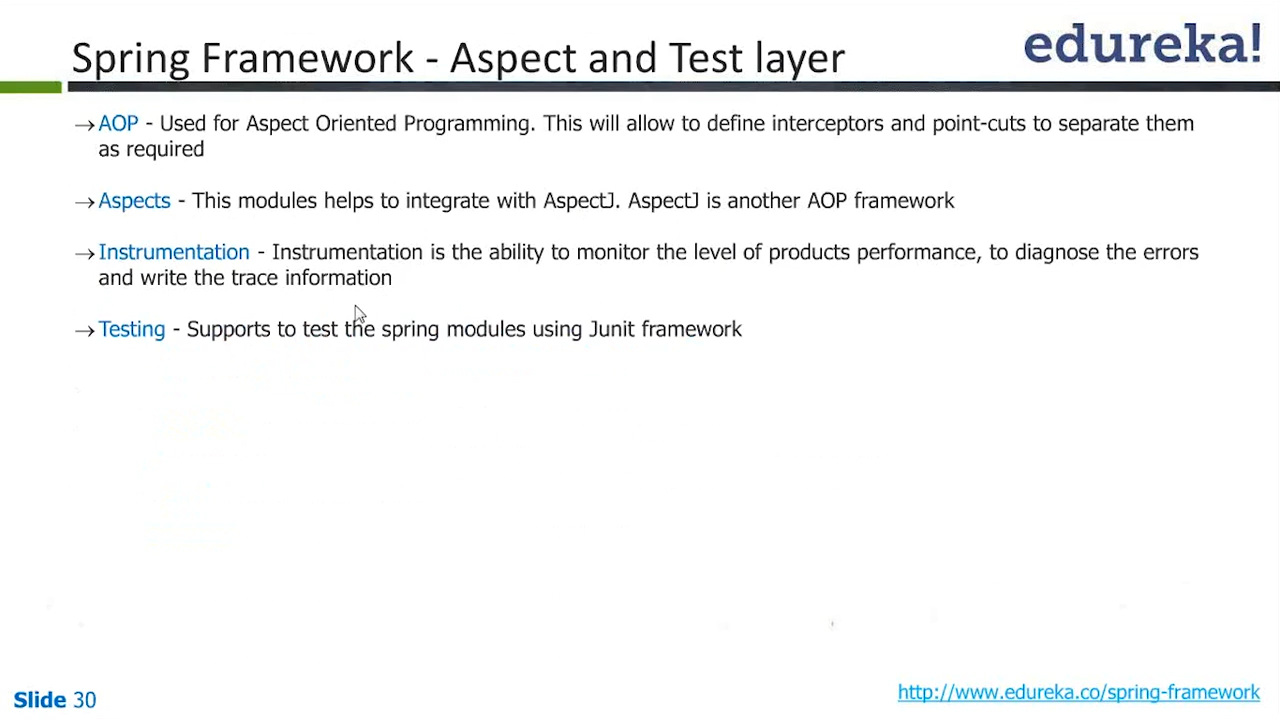 Spring Framework - Aspect and Test layer
edureka!
→AOP - Used for Aspect Oriented Programming. This will allow to define interceptors and point-cuts to separate them
as required
→Aspects - This modules helps to integrate with AspectJ. AspectJ is another AOP framework
→Instrumentation - Instrumentation is the ability to monitor the level of products performance, to diagnose the errors
and write the trace information
→Testing - Supports to test the spring modules using Junit framework
Slide 30
http://www.edureka.co/spring-framework